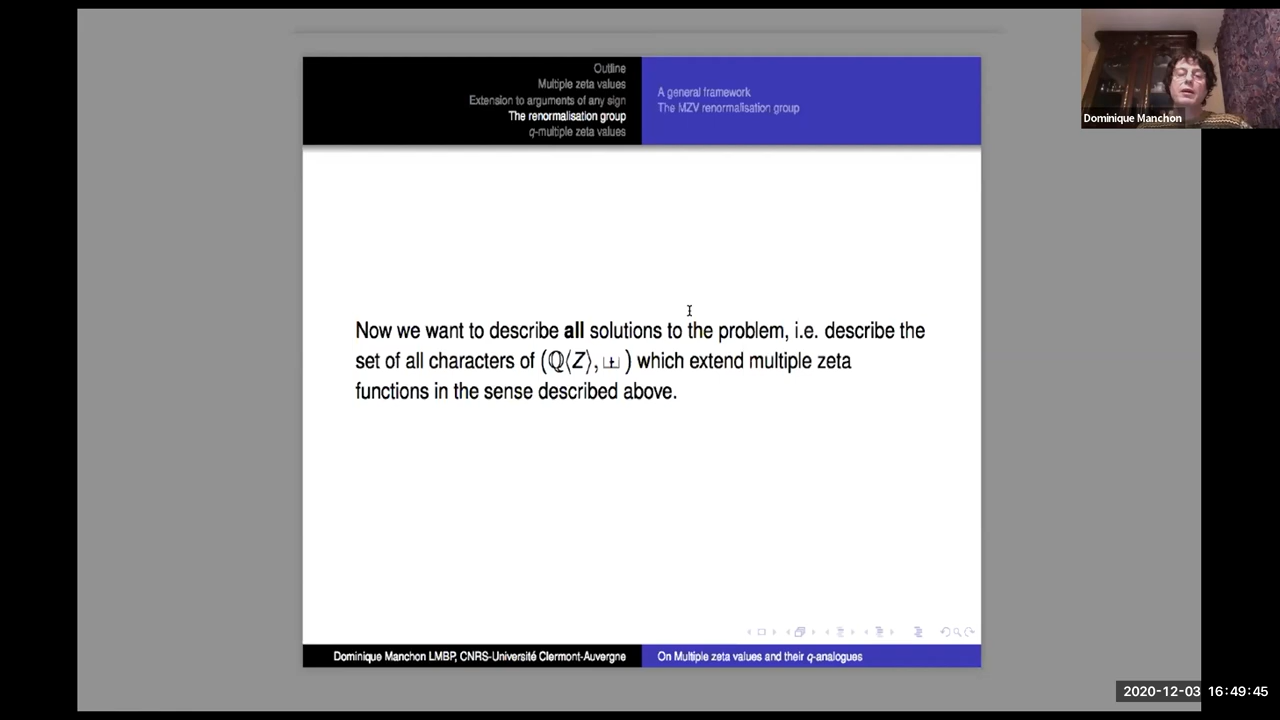 Outline
Multiple zeta values
Extension to arguments of any sign
The renormalisation group
q-multiple zeta values
A general framework
The MZV renormalisation group
Dominique Manchon
Now we want to describe all solutions to the problem, i.e. describe the
set of all characters of (ℚ⟨Z⟩, ⧺) which extend multiple zeta
functions in the sense described above.
Dominique Manchon LMBP, CNRS-Université Clermont-Auvergne
On Multiple zeta values and their q-analogues
2020-12-03 16:49:45